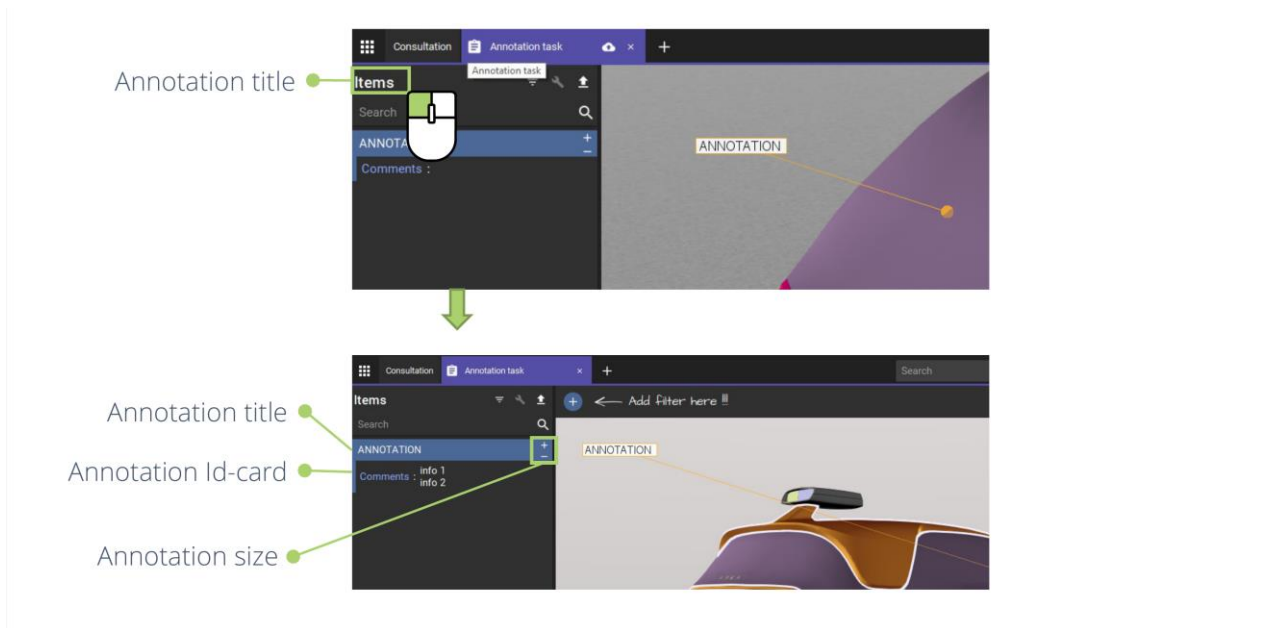 Consultation Annotation task × +
Annotation title
Items Annotation task
Search
ANNOTA + −
ANNOTATION
Comments :
Consultation Annotation task × + Search
Items
← Add filter here !!!
Search
Annotation title
ANNOTATION + −
ANNOTATION
Annotation Id-card
Comments : info 1
info 2
Annotation size